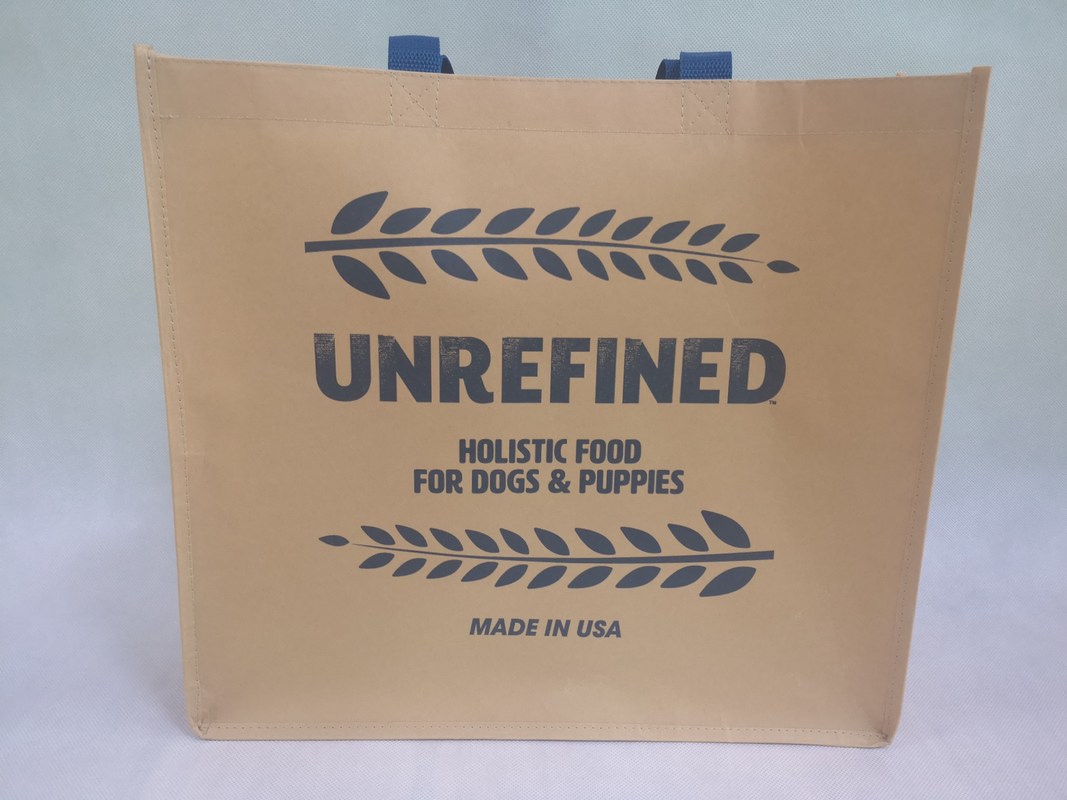 UNREFINED™
HOLISTIC FOOD
FOR DOGS & PUPPIES
MADE IN USA